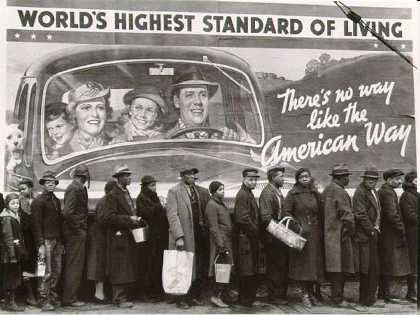 WORLD'S HIGHEST STANDARD OF LIVING
There's no way
like the
American Way